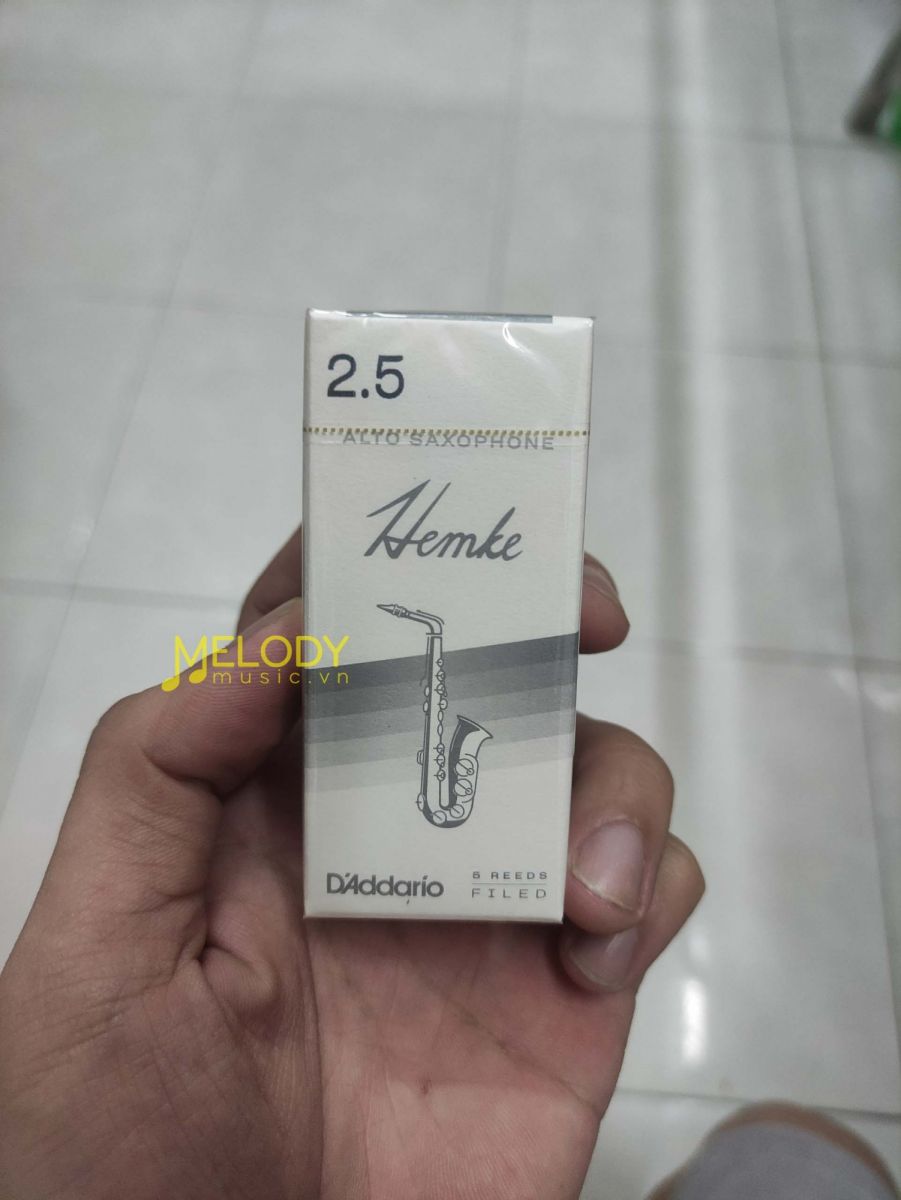 2.5
ALTO SAXOPHONE
Hemke
MELODY
music.vn
D'Addario
5 REEDS
FILED